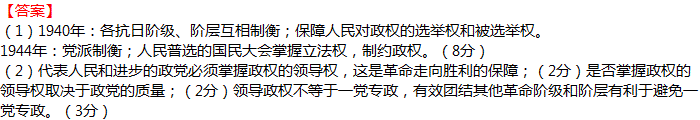 【答案】
（1）1940年：各抗日阶级、阶层互相制衡；保障人民对政权的选举权和被选举权。
1944年：党派制衡；人民普选的国民大会掌握立法权，制约政权。（8分）
（2）代表人民和进步的政党必须掌握政权的领导权，这是革命走向胜利的保障；（2分）是否掌握政权的
领导权取决于政党的质量；（2分）领导政权不等于一党专政，有效团结其他革命阶级和阶层有利于避免一
党专政。（3分）